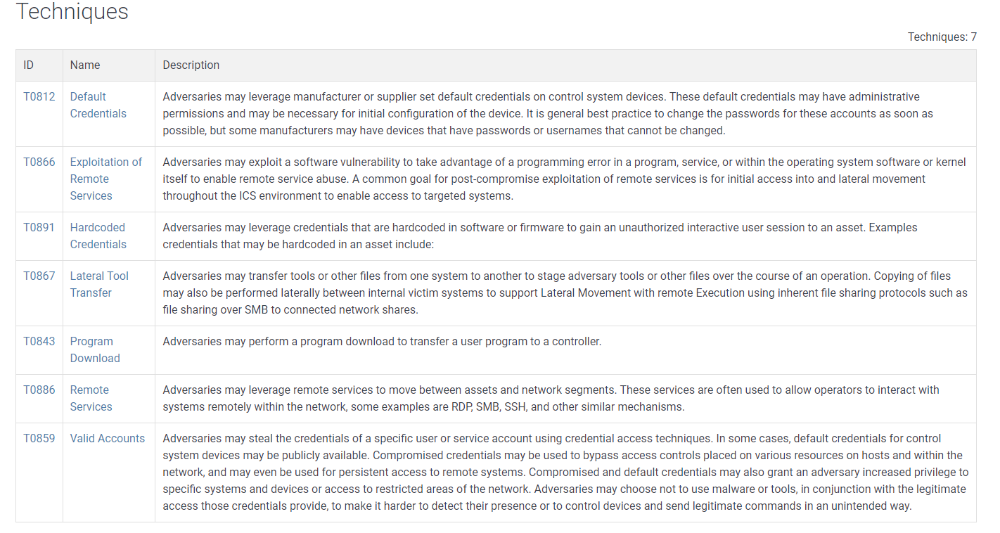 Techniques
Techniques: 7
ID Name Description
T0812 Default Credentials Adversaries may leverage manufacturer or supplier set default credentials on control system devices. These default credentials may have administrative
permissions and may be necessary for initial configuration of the device. It is general best practice to change the passwords for these accounts as soon as
possible, but some manufacturers may have devices that have passwords or usernames that cannot be changed.
T0866 Exploitation of Remote Services Adversaries may exploit a software vulnerability to take advantage of a programming error in a program, service, or within the operating system software or kernel
itself to enable remote service abuse. A common goal for post-compromise exploitation of remote services is for initial access into and lateral movement
throughout the ICS environment to enable access to targeted systems.
T0891 Hardcoded Credentials Adversaries may leverage credentials that are hardcoded in software or firmware to gain an unauthorized interactive user session to an asset. Examples
credentials that may be hardcoded in an asset include:
T0867 Lateral Tool Transfer Adversaries may transfer tools or other files from one system to another to stage adversary tools or other files over the course of an operation. Copying of files
may also be performed laterally between internal victim systems to support Lateral Movement with remote Execution using inherent file sharing protocols such as
file sharing over SMB to connected network shares.
T0843 Program Download Adversaries may perform a program download to transfer a user program to a controller.
T0886 Remote Services Adversaries may leverage remote services to move between assets and network segments. These services are often used to allow operators to interact with
systems remotely within the network, some examples are RDP, SMB, SSH, and other similar mechanisms.
T0859 Valid Accounts Adversaries may steal the credentials of a specific user or service account using credential access techniques. In some cases, default credentials for control
system devices may be publicly available. Compromised credentials may be used to bypass access controls placed on various resources on hosts and within the
network, and may even be used for persistent access to remote systems. Compromised and default credentials may also grant an adversary increased privilege to
specific systems and devices or access to restricted areas of the network. Adversaries may choose not to use malware or tools, in conjunction with the legitimate
access those credentials provide, to make it harder to detect their presence or to control devices and send legitimate commands in an unintended way.